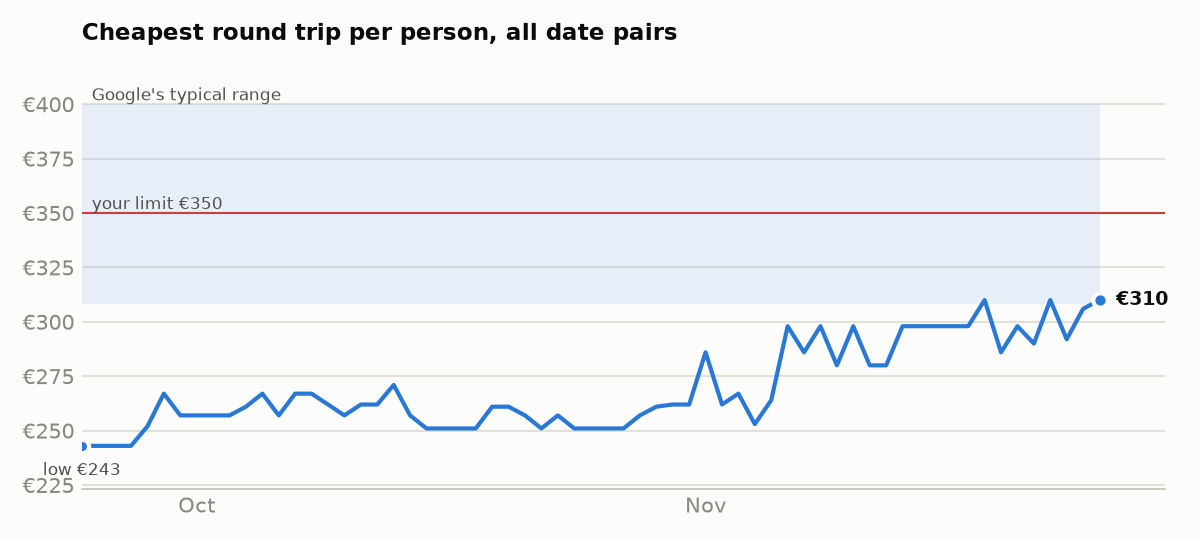 Cheapest round trip per person, all date pairs
Google's typical range
€400
€375
your limit €350
€350
€325
€310
€300
€275
€250
low €243
€225
Oct
Nov